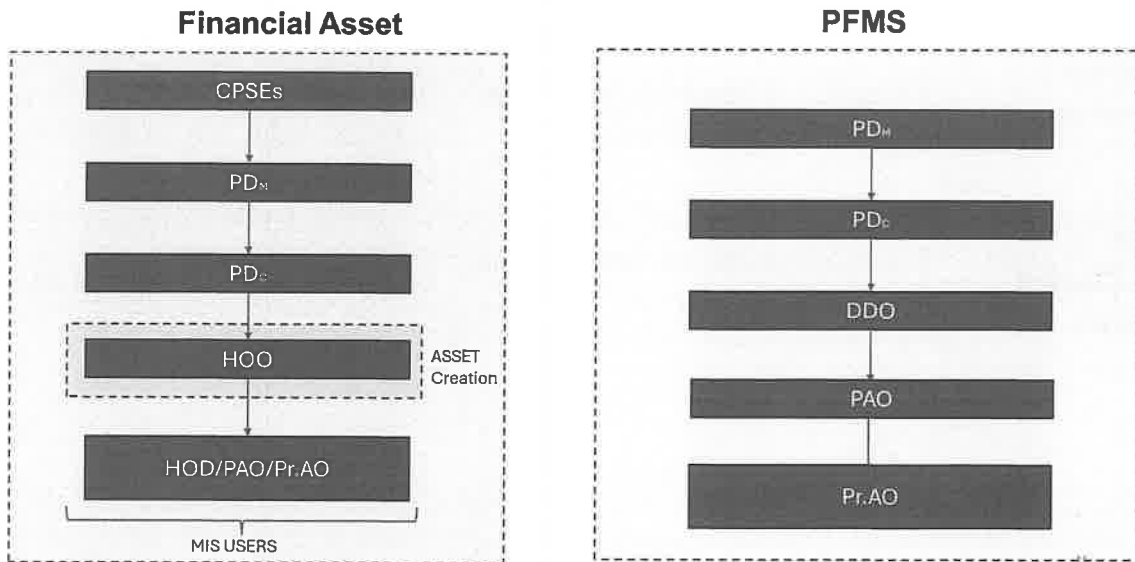 Financial Asset
CPSEs
PDM
PDC
HOO
ASSET
Creation
HOD/PAO/Pr.AO
MIS USERS
PFMS
PDM
PDC
DDO
PAO
Pr.AO